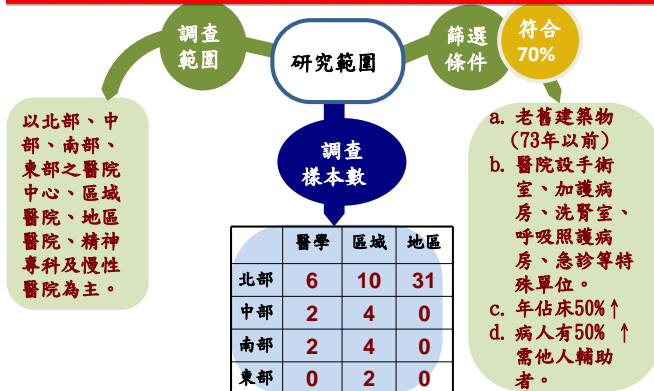 研究範圍
調查
範圍
以北部、中
部、南部、
東部之醫院
中心、區域
醫院、地區
醫院、精神
專科及慢性
醫院為主。
調查
樣本數
醫學 區域 地區
北部 6 10 31
中部 2 4 0
南部 2 4 0
東部 0 2 0
篩選
條件
符合
70%
a. 老舊建築物
(73年以前)
b. 醫院設手術
室、加護病
房、洗腎室、
呼吸照護病
房、急診等特
殊單位。
c. 年佔床50%↑
d. 病人有50% ↑
需他人輔助
者。